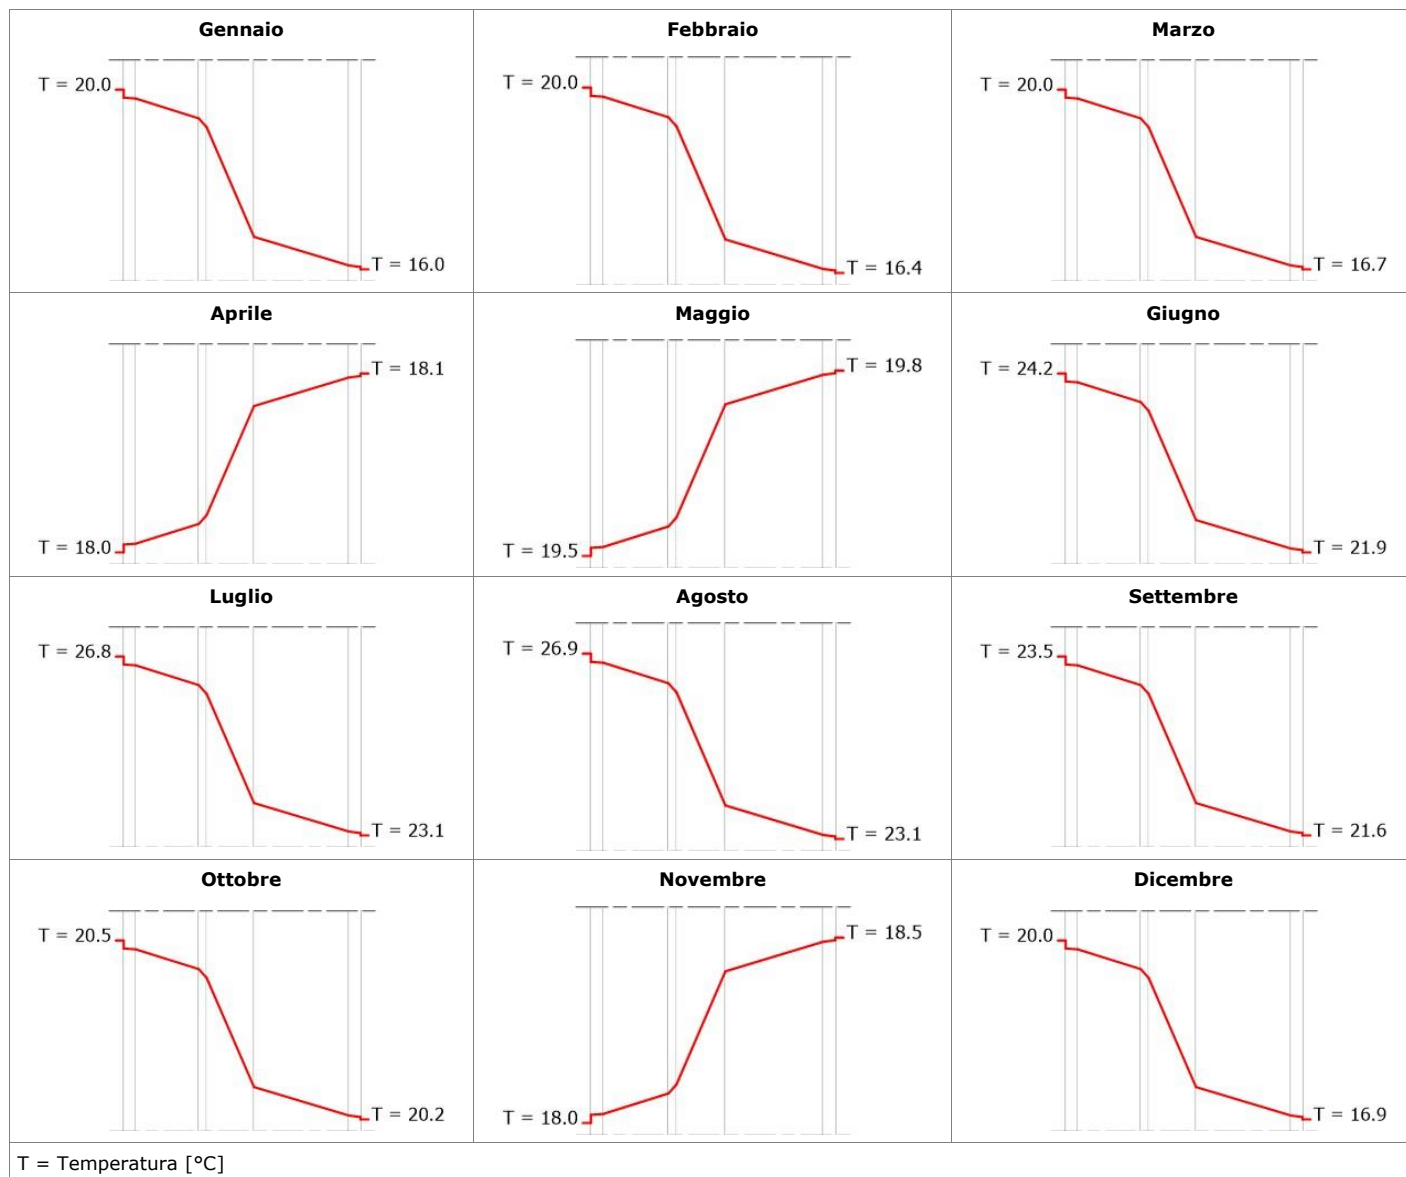 Gennaio
Febbraio
Marzo
T = 20.0
T = 16.0
T = 20.0
T = 16.4
T = 20.0
T = 16.7
Aprile
Maggio
Giugno
T = 18.0
T = 18.1
T = 19.5
T = 19.8
T = 24.2
T = 21.9
Luglio
Agosto
Settembre
T = 26.8
T = 23.1
T = 26.9
T = 23.1
T = 23.5
T = 21.6
Ottobre
Novembre
Dicembre
T = 20.5
T = 20.2
T = 18.0
T = 18.5
T = 20.0
T = 16.9
T = Temperatura [°C]